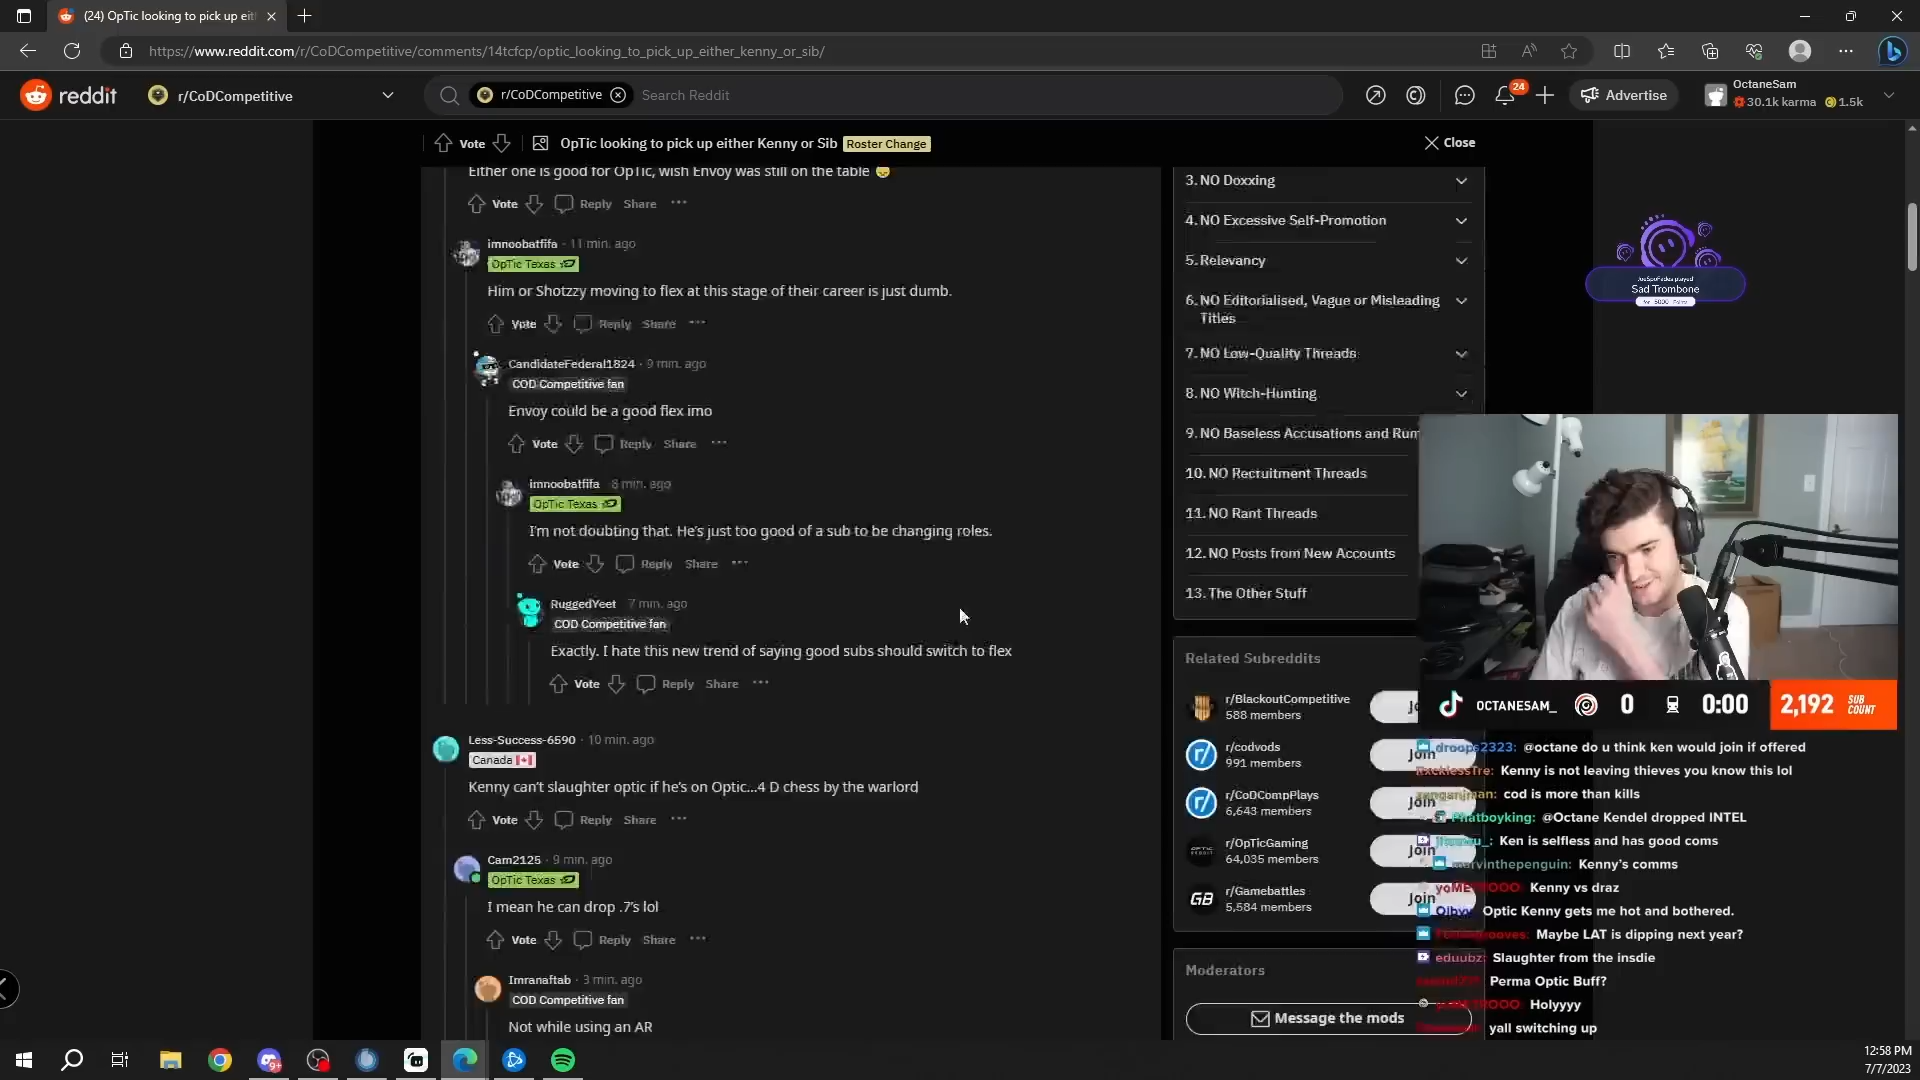 (24) OpTic looking to pick up eit
https://www.reddit.com/r/CoDCompetitive/comments/14tcfcp/optic_looking_to_pick_up_either_kenny_or_sib/
reddit
r/CoDCompetitive
r/CoDCompetitive
Search Reddit
24
Advertise
OctaneSam
30.1k karma
1.5k
Vote
OpTic looking to pick up either Kenny or Sib
Roster Change
Close
Either one is good for OpTic, wish Envoy was still on the table
Vote Reply Share
imnoobatfifa · 11 min. ago
OpTic Texas
Him or Shotzzy moving to flex at this stage of their career is just dumb.
Vote Reply Share
CandidateFederal1824 · 9 min. ago
COD Competitive fan
Envoy could be a good flex imo
Vote Reply Share
imnoobatfifa 8 min. ago
OpTic Texas
I'm not doubting that. He's just too good of a sub to be changing roles.
Vote Reply Share
RuggedYeet 7 min. ago
COD Competitive fan
Exactly. I hate this new trend of saying good subs should switch to flex
Vote Reply Share
Less-Success-6590 · 10 min. ago
Canada
Kenny can't slaughter optic if he's on Optic...4 D chess by the warlord
Vote Reply Share
Cam2125 · 9 min. ago
OpTic Texas
I mean he can drop .7's lol
Vote Reply Share
Imranaftab · 3 min. ago
COD Competitive fan
Not while using an AR
3. NO Doxxing
4. NO Excessive Self-Promotion
5. Relevancy
6. NO Editorialised, Vague or Misleading
Titles
7. NO Low-Quality Threads
8. NO Witch-Hunting
9. NO Baseless Accusations and Rum
10. NO Recruitment Threads
11. NO Rant Threads
12. NO Posts from New Accounts
13. The Other Stuff
Related Subreddits
r/BlackoutCompetitive
588 members
r/codvods
991 members
Join
r/CoDCompPlays
6,643 members
Join
r/OpTicGaming
64,035 members
Join
r/Gamebattles
5,584 members
Join
Moderators
Message the mods
played
Sad Trombone
OCTANESAM_
0
0:00
2,192
SUB
COUNT
droops2323: @octane do u think ken would join if offered
Kenny is not leaving thieves you know this lol
cod is more than kills
Phatboyking: @Octane Kendel dropped INTEL
Ken is selfless and has good coms
marvinthepenguin: Kenny's comms
Kenny vs draz
Optic Kenny gets me hot and bothered.
Maybe LAT is dipping next year?
eduubz: Slaughter from the insdie
Perma Optic Buff?
Holyyyy
yall switching up
9+
12:58 PM
7/7/2023